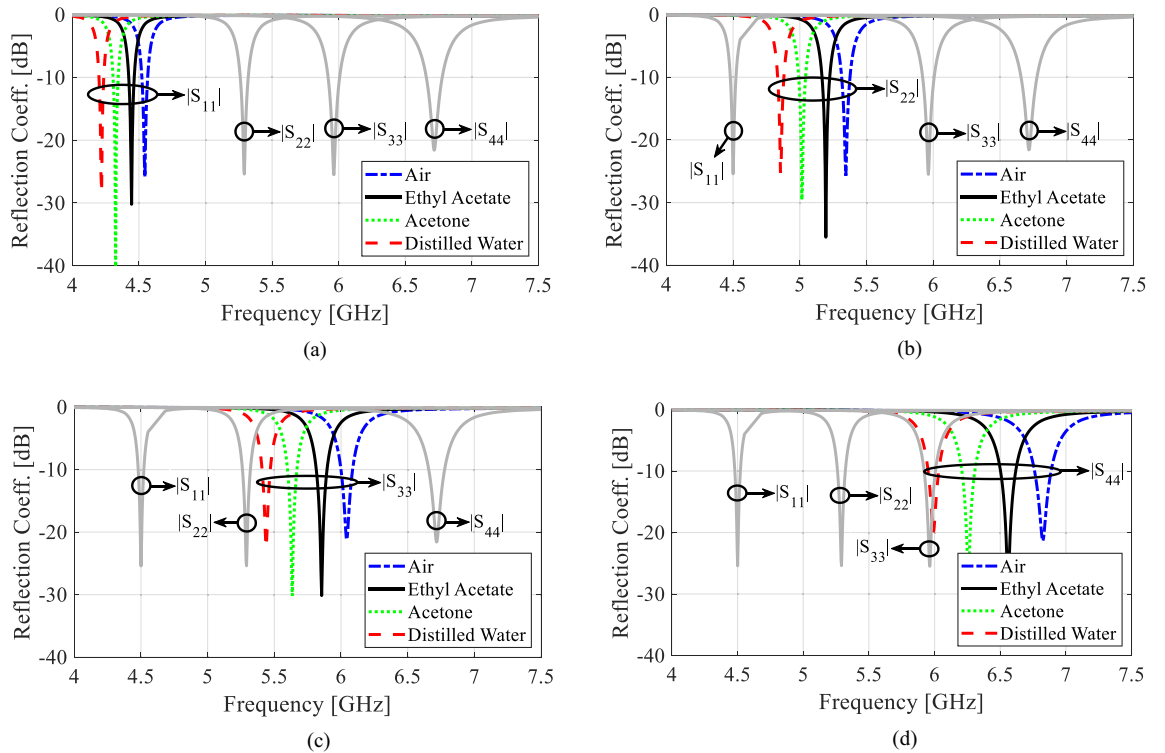 Reflection Coeff. [dB]
0
-10
-20
-30
-40
|S11|
|S22|
|S33|
|S44|
Air
Ethyl Acetate
Acetone
Distilled Water
4 4.5 5 5.5 6 6.5 7 7.5
Frequency [GHz]
(a)
Reflection Coeff. [dB]
0
-10
-20
-30
-40
|S22|
|S11|
|S33|
|S44|
Air
Ethyl Acetate
Acetone
Distilled Water
4 4.5 5 5.5 6 6.5 7 7.5
Frequency [GHz]
(b)
Reflection Coeff. [dB]
0
-10
-20
-30
-40
|S11|
|S33|
|S22|
|S44|
Air
Ethyl Acetate
Acetone
Distilled Water
4 4.5 5 5.5 6 6.5 7 7.5
Frequency [GHz]
(c)
Reflection Coeff. [dB]
0
-10
-20
-30
-40
|S44|
|S11|
|S22|
|S33|
Air
Ethyl Acetate
Acetone
Distilled Water
4 4.5 5 5.5 6 6.5 7 7.5
Frequency [GHz]
(d)